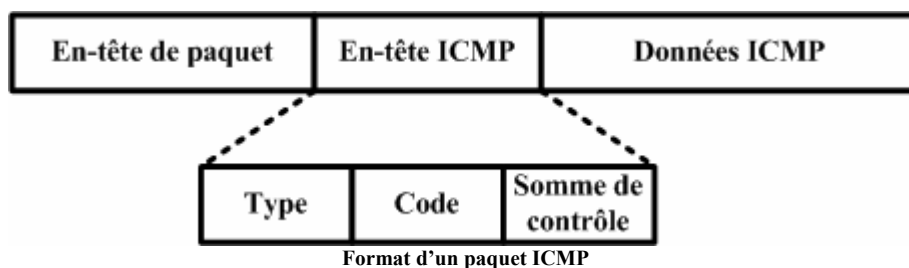 En-tête de paquet En-tête ICMP Données ICMP
Type Code Somme de
contrôle
Format d'un paquet ICMP